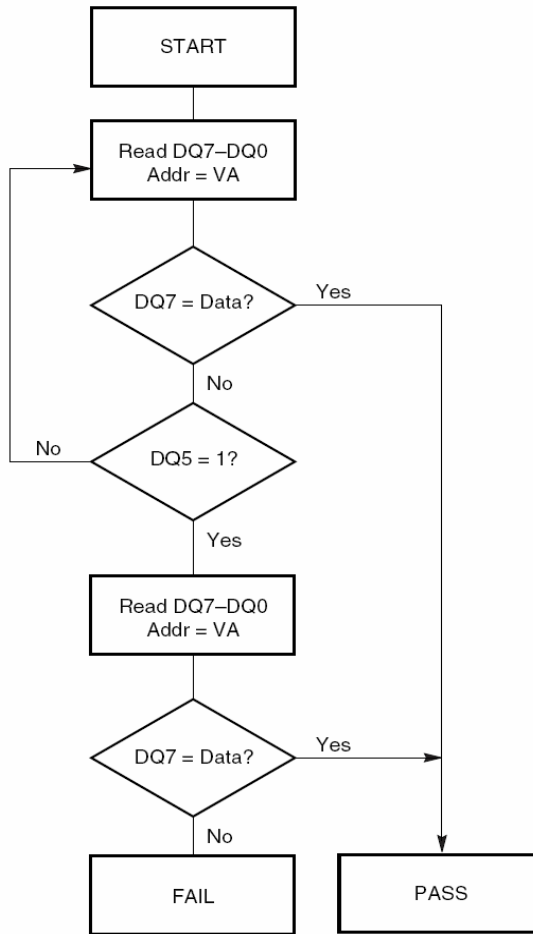 START
Read DQ7–DQ0
Addr = VA
DQ7 = Data?
Yes
No
No
DQ5 = 1?
Yes
Read DQ7–DQ0
Addr = VA
DQ7 = Data?
Yes
No
FAIL
PASS